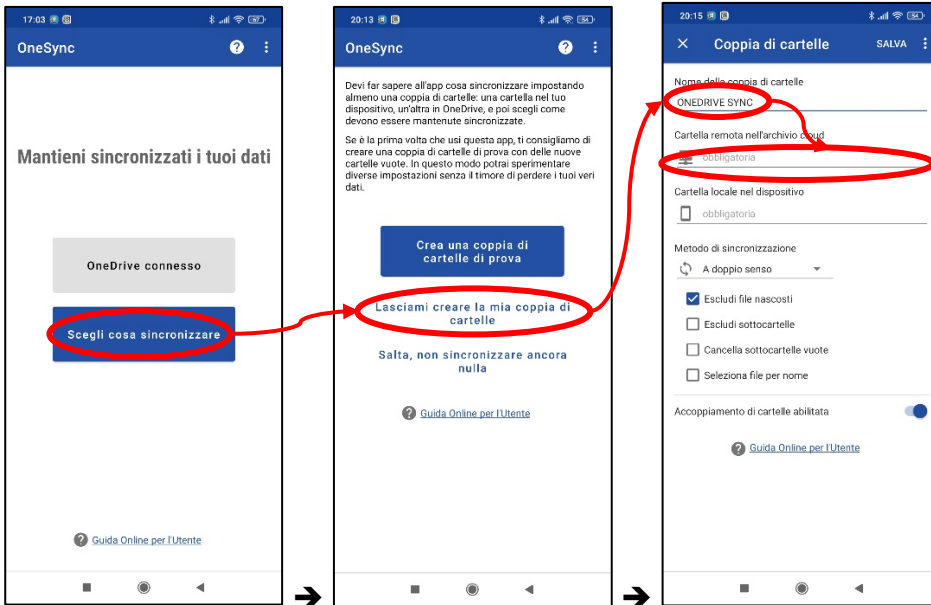 17:03
57
OneSync
?
Mantieni sincronizzati i tuoi dati
OneDrive connesso
Scegli cosa sincronizzare
? Guida Online per l'Utente
20:13
54
OneSync
?
Devi far sapere all'app cosa sincronizzare impostando
almeno una coppia di cartelle: una cartella nel tuo
dispositivo, un'altra in OneDrive, e poi scegli come
devono essere mantenute sincronizzate.
Se è la prima volta che usi questa app, ti consigliamo di
creare una coppia di cartelle di prova con delle nuove
cartelle vuote. In questo modo potrai sperimentare
diverse impostazioni senza il timore di perdere i tuoi veri
dati.
Crea una coppia di
cartelle di prova
Lasciami creare la mia coppia di
cartelle
Salta, non sincronizzare ancora
nulla
? Guida Online per l'Utente
20:15
54
Coppia di cartelle
SALVA
Nome della coppia di cartelle
ONEDRIVE SYNC
Cartella remota nell'archivio cloud
obbligatoria
Cartella locale nel dispositivo
obbligatoria
Metodo di sincronizzazione
A doppio senso
Escludi file nascosti
Escludi sottocartelle
Cancella sottocartelle vuote
Seleziona file per nome
Accoppiamento di cartelle abilitata
? Guida Online per l'Utente